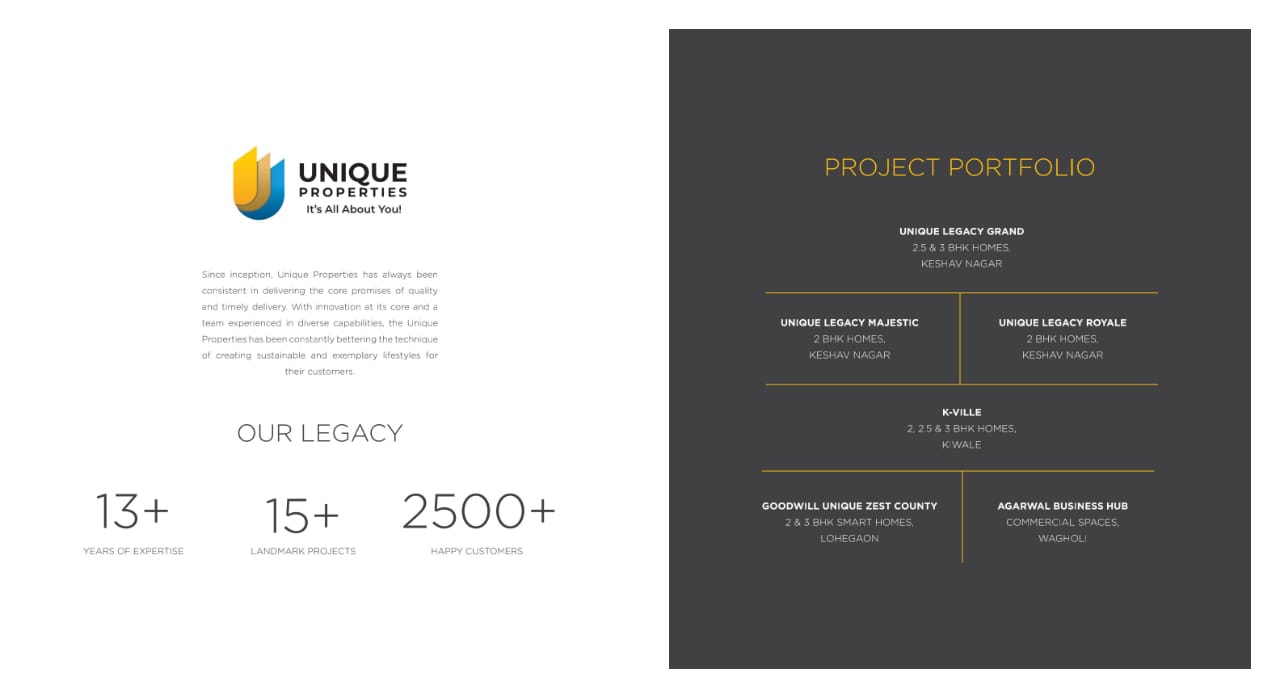 UNIQUE
PROPERTIES
It's All About You!
Since inception, Unique Properties has always been
consistent in delivering the core promises of quality
and timely delivery. With innovation at its core and a
team experienced in diverse capabilities, the Unique
Properties has been constantly bettering the technique
of creating sustainable and exemplary lifestyles for
their customers.
OUR LEGACY
13+
YEARS OF EXPERTISE
15+
LANDMARK PROJECTS
2500+
HAPPY CUSTOMERS
PROJECT PORTFOLIO
UNIQUE LEGACY GRAND
2.5 & 3 BHK HOMES,
KESHAV NAGAR
UNIQUE LEGACY MAJESTIC
2 BHK HOMES,
KESHAV NAGAR
UNIQUE LEGACY ROYALE
2 BHK HOMES,
KESHAV NAGAR
K-VILLE
2, 2.5 & 3 BHK HOMES,
KIWALE
GOODWILL UNIQUE ZEST COUNTY
2 & 3 BHK SMART HOMES,
LOHEGAON
AGARWAL BUSINESS HUB
COMMERCIAL SPACES,
WAGHOLI